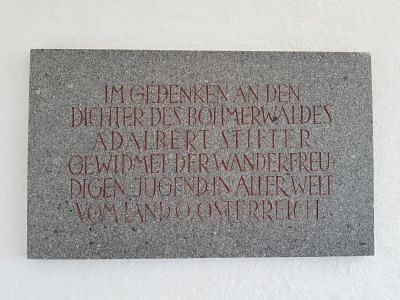 IM GEDENKEN AN DEN
DICHTER DES BÖHMERWALDES
ADALBERT STIFTER
GEWIDMET DER WANDERFREU-
DIGEN JUGEND IN ALLER WELT
VOM LAND O. ÖSTERREICH.